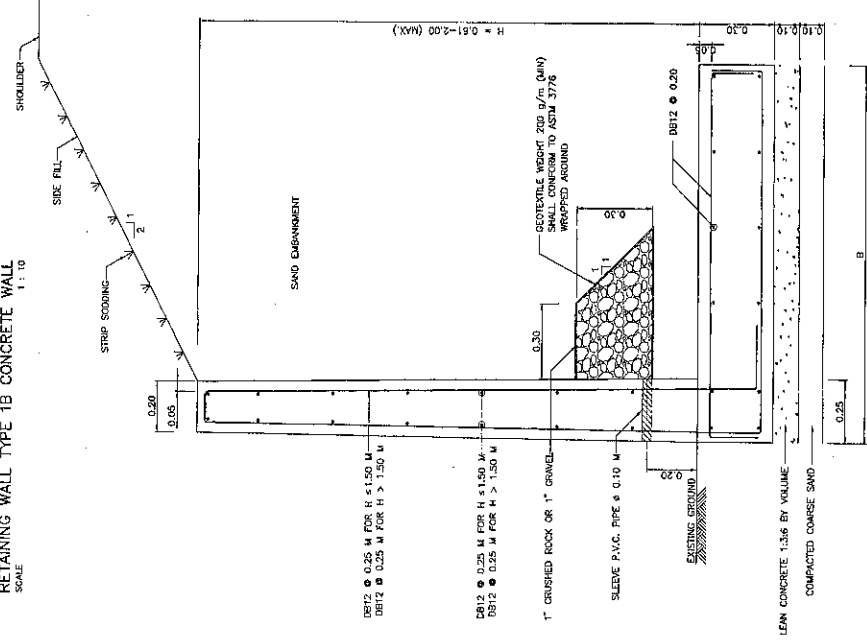 RETAINING WALL TYPE 1B CONCRETE WALL
SCALE 1 : 10
SHOULDER
SIDE FILL
1
2
STRIP SODDING
SAND EMBANKMENT
H = 0.61-2.00 (MAX.)
0.30
0.10
0.10
0.05
GEOTEXTILE WEIGHT 200 g/m (MIN)
SHALL CONFORM TO ASTM 3776
WRAPPED AROUND
DB12 @ 0.20
0.30
1
1
0.30
B
0.20
0.05
0.25
0.20
DB12 @ 0.25 M FOR H ≤ 1.50 M
DB12 @ 0.25 M FOR H > 1.50 M
DB12 @ 0.25 M FOR H ≤ 1.50 M
DB12 @ 0.25 M FOR H > 1.50 M
1" CRUSHED ROCK OR 1" GRAVEL
SLEEVE P.V.C. PIPE ø 0.10 M
EXISTING GROUND
LEAN CONCRETE 1:3:6 BY VOLUME
COMPACTED COARSE SAND